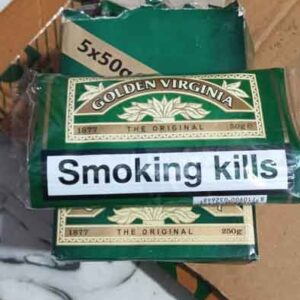 5x50g
GOLDEN VIRGINIA
1877 THE ORIGINAL 50g e
Smoking kills
1877 THE ORIGINAL 250g